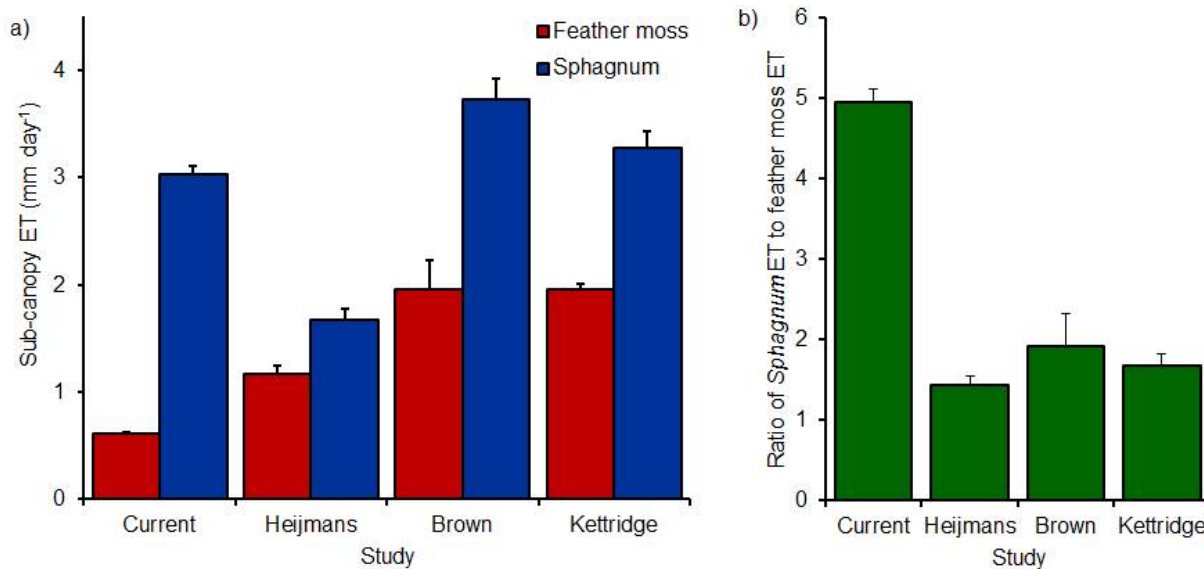 a)
Feather moss
Sphagnum
Sub-canopy ET (mm day-1)
4
3
2
1
0
Current Heijmans Brown Kettridge
Study
b)
Ratio of Sphagnum ET to feather moss ET
6
5
4
3
2
1
0
Current Heijmans Brown Kettridge
Study